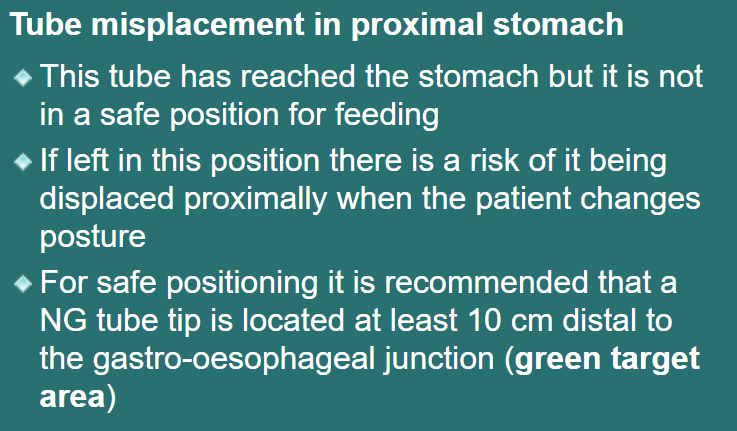 Tube misplacement in proximal stomach
This tube has reached the stomach but it is not
in a safe position for feeding
If left in this position there is a risk of it being
displaced proximally when the patient changes
posture
For safe positioning it is recommended that a
NG tube tip is located at least 10 cm distal to
the gastro-oesophageal junction (green target
area)